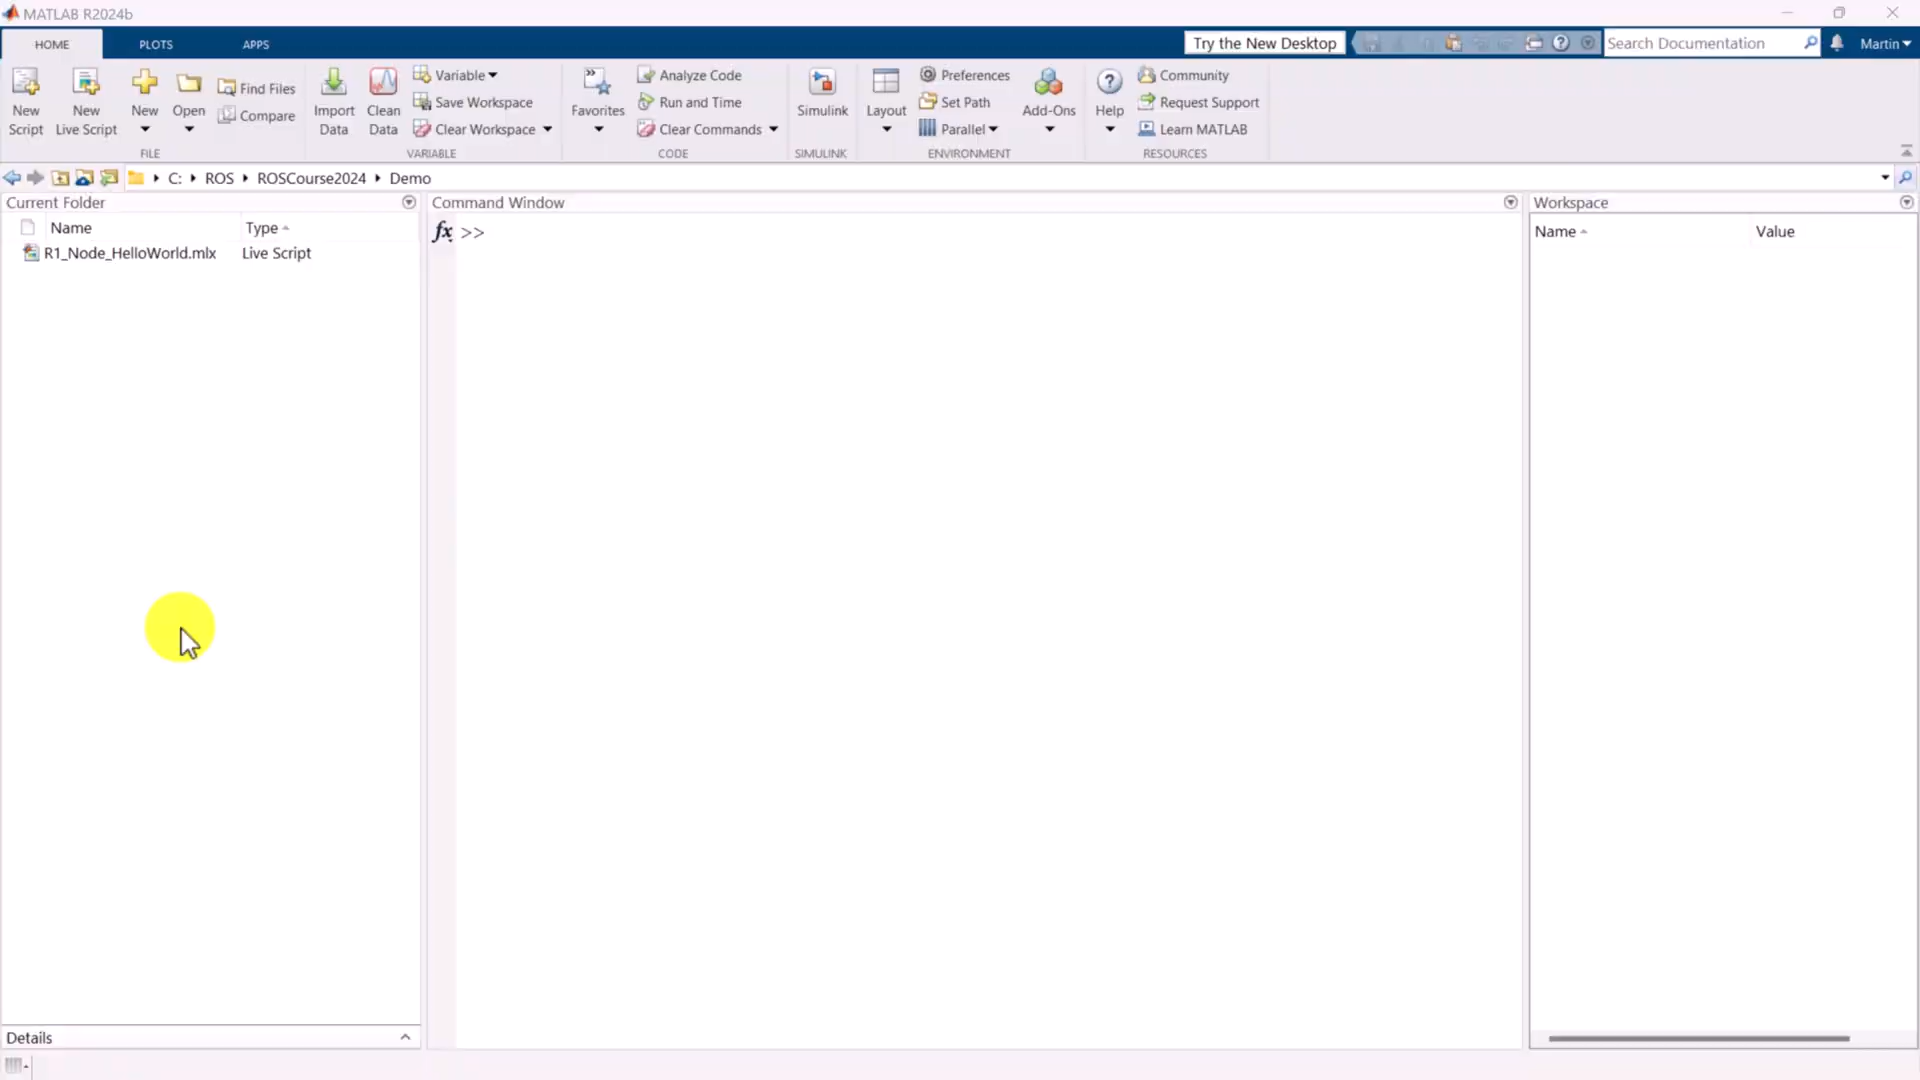 MATLAB R2024b
HOME PLOTS APPS
Try the New Desktop
Search Documentation
Martin
New Script
New Live Script
New
Open
Find Files
Compare
FILE
Import Data
Clean Data
Variable
Save Workspace
Clear Workspace
VARIABLE
Favorites
Analyze Code
Run and Time
Clear Commands
CODE
Simulink
SIMULINK
Layout
Preferences
Set Path
Parallel
Add-Ons
ENVIRONMENT
Help
Community
Request Support
Learn MATLAB
RESOURCES
C: ROS ROSCourse2024 Demo
Current Folder
Name Type
R1_Node_HelloWorld.mlx Live Script
Details
Command Window
fx >>
Workspace
Name Value